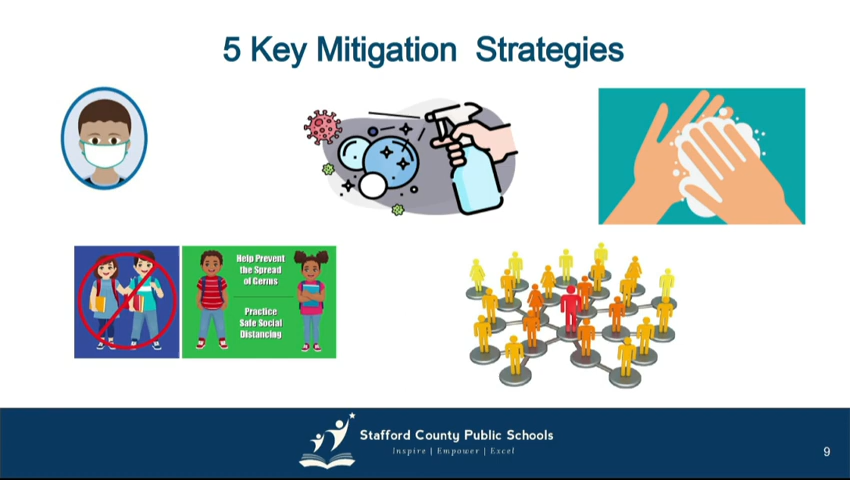 5 Key Mitigation  Strategies
Help Prevent
the Spread
of Germs
Practice
Safe Social
Distancing
Stafford County Public Schools
Inspire | Empower | Excel
9